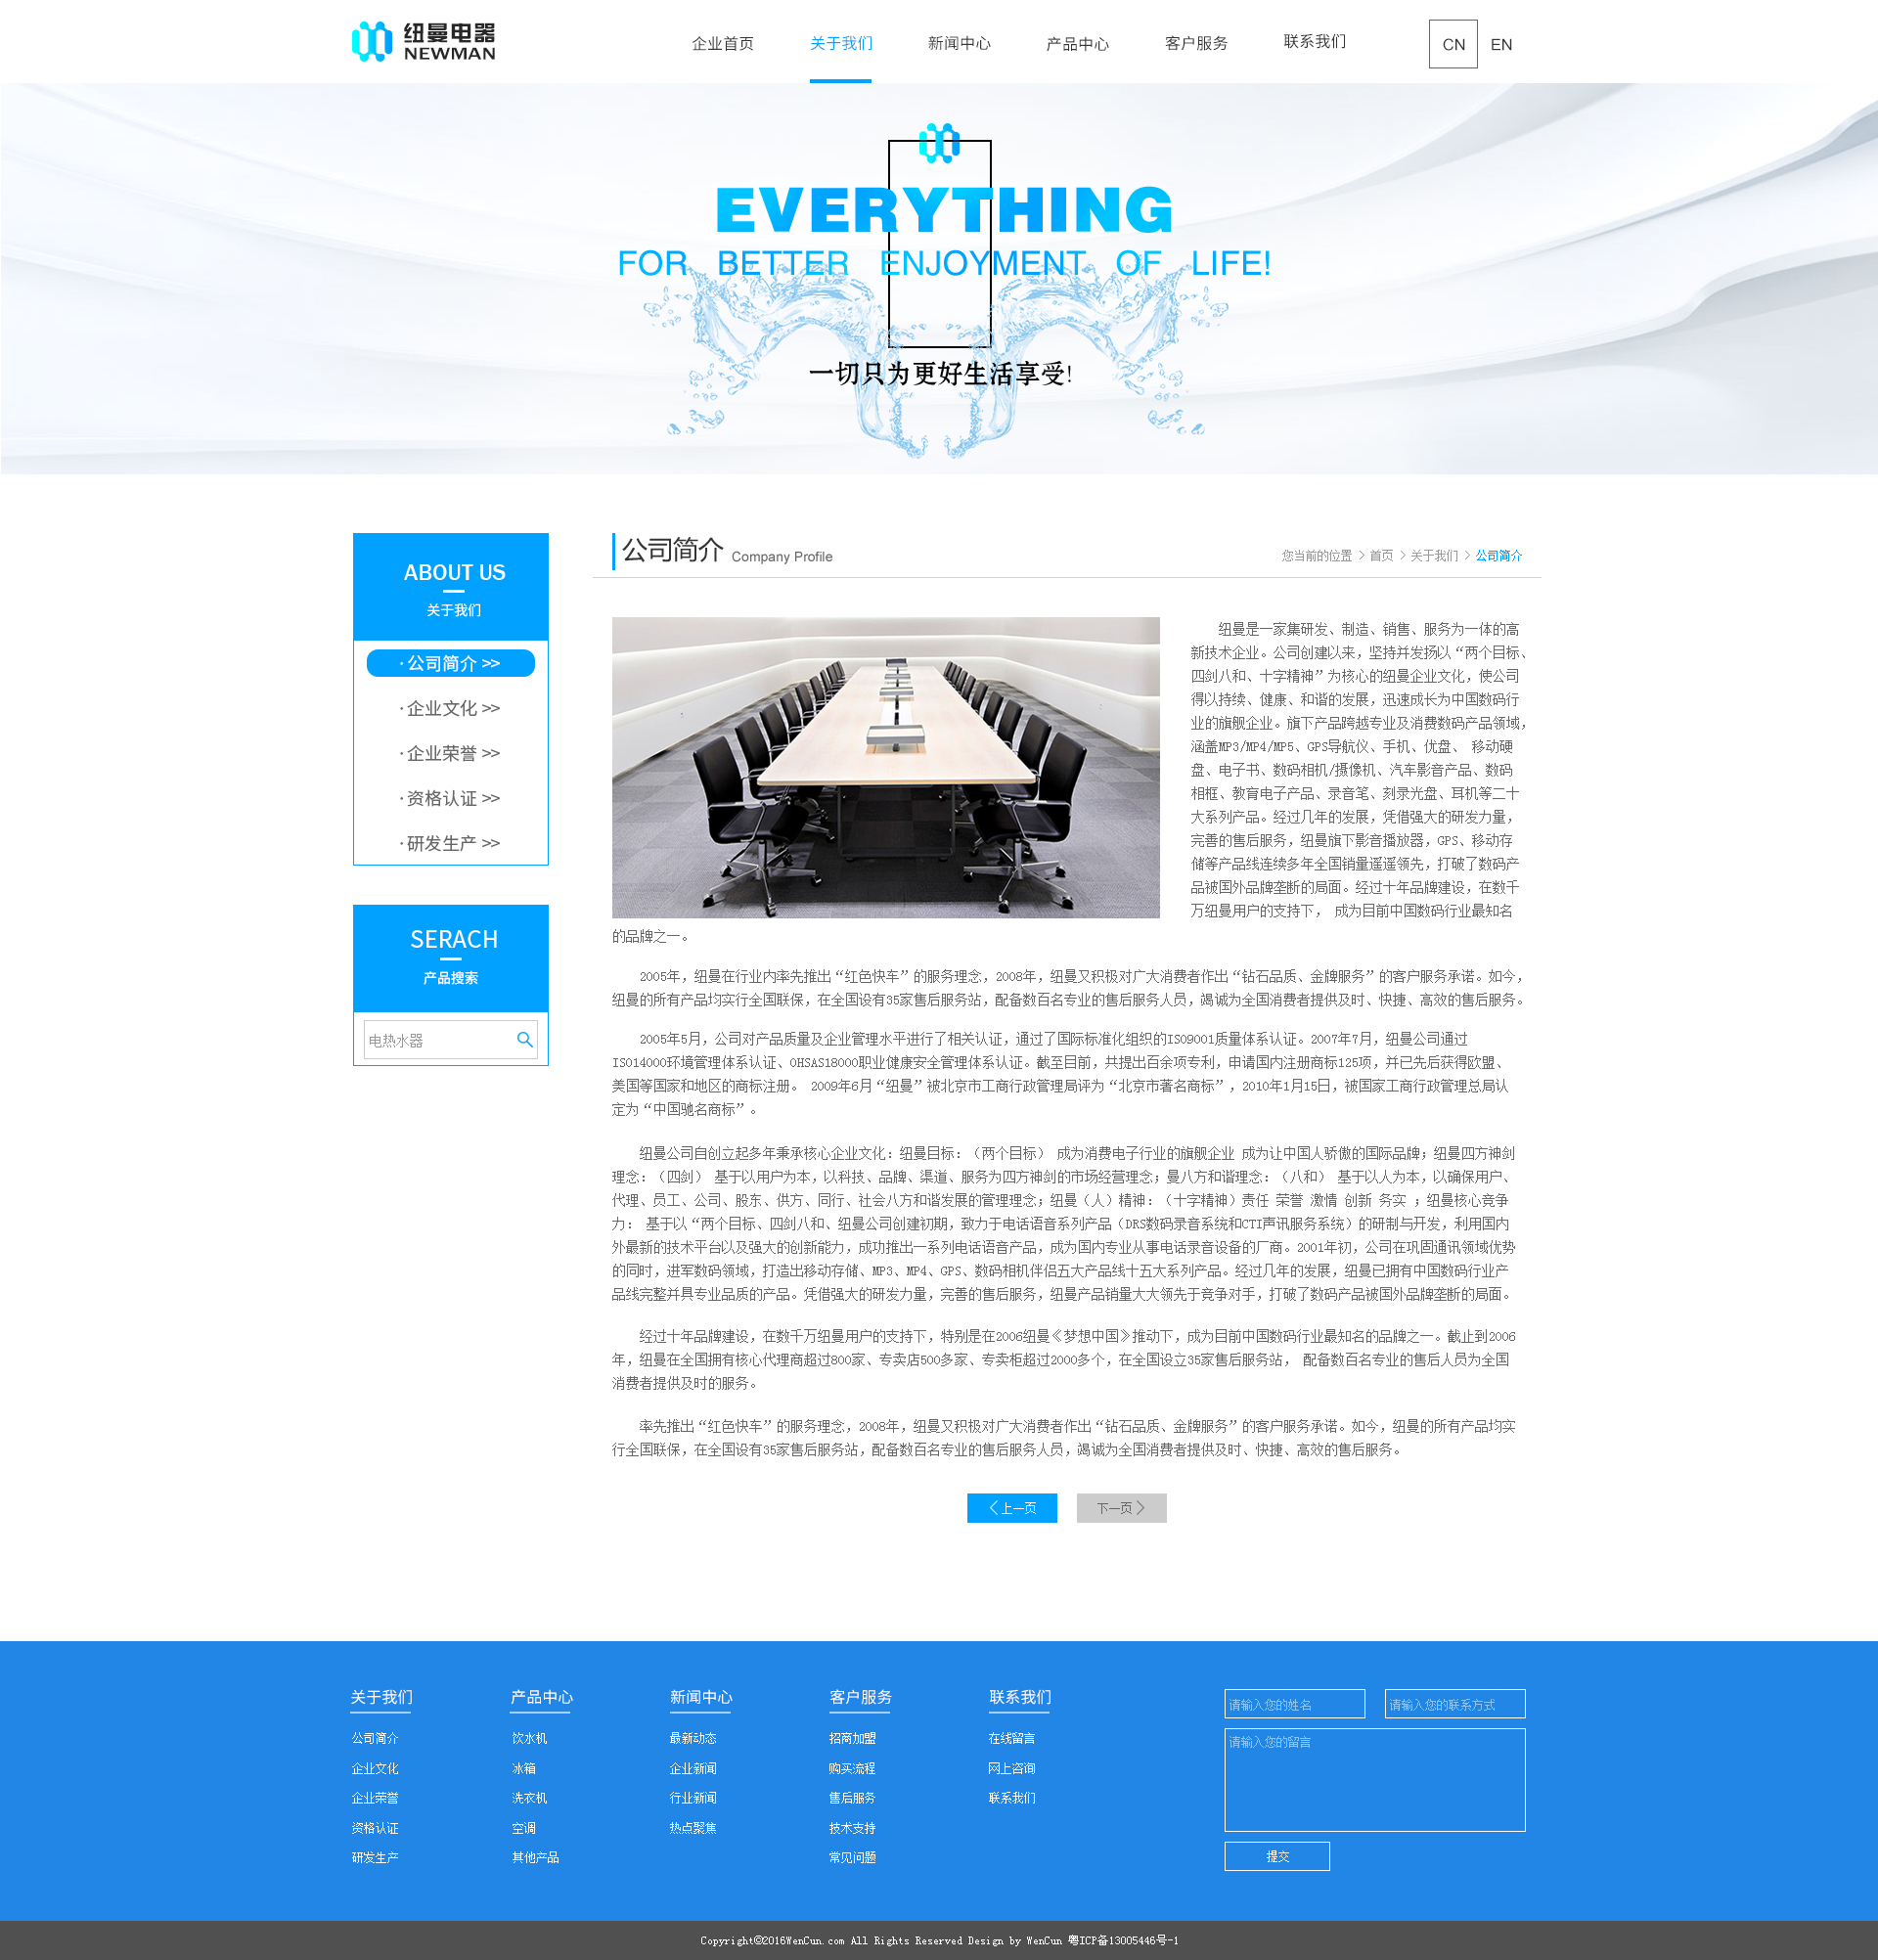 纽曼电器
NEWMAN
企业首页
关于我们
新闻中心
产品中心
客户服务
联系我们
CN
EN
EVERYTHING
FOR BETTER ENJOYMENT OF LIFE!
一切只为更好生活享受!
ABOUT US
关于我们
·公司简介 >>
·企业文化 >>
·企业荣誉 >>
·资格认证 >>
·研发生产 >>
SERACH
产品搜索
电热水器
公司简介 Company Profile
您当前的位置 > 首页 > 关于我们 > 公司简介
纽曼是一家集研发、制造、销售、服务为一体的高
新技术企业。公司创建以来，坚持并发扬以“两个目标、
四剑八和、十字精神”为核心的纽曼企业文化，使公司
得以持续、健康、和谐的发展，迅速成长为中国数码行
业的旗舰企业。旗下产品跨越专业及消费数码产品领域，
涵盖MP3/MP4/MP5、GPS导航仪、手机、优盘、 移动硬
盘、电子书、数码相机/摄像机、汽车影音产品、数码
相框、教育电子产品、录音笔、刻录光盘、耳机等二十
大系列产品。经过几年的发展，凭借强大的研发力量，
完善的售后服务，纽曼旗下影音播放器，GPS、移动存
储等产品线连续多年全国销量遥遥领先，打破了数码产
品被国外品牌垄断的局面。经过十年品牌建设，在数千
万纽曼用户的支持下， 成为目前中国数码行业最知名
的品牌之一。
2005年，纽曼在行业内率先推出“红色快车”的服务理念，2008年，纽曼又积极对广大消费者作出“钻石品质、金牌服务”的客户服务承诺。如今，
纽曼的所有产品均实行全国联保，在全国设有35家售后服务站，配备数百名专业的售后服务人员，竭诚为全国消费者提供及时、快捷、高效的售后服务。
2005年5月，公司对产品质量及企业管理水平进行了相关认证，通过了国际标准化组织的ISO9001质量体系认证。2007年7月，纽曼公司通过
ISO14000环境管理体系认证、OHSAS18000职业健康安全管理体系认证。截至目前，共提出百余项专利，申请国内注册商标125项，并已先后获得欧盟、
美国等国家和地区的商标注册。 2009年6月“纽曼”被北京市工商行政管理局评为“北京市著名商标”，2010年1月15日，被国家工商行政管理总局认
定为“中国驰名商标”。
纽曼公司自创立起多年秉承核心企业文化：纽曼目标：（两个目标） 成为消费电子行业的旗舰企业 成为让中国人骄傲的国际品牌；纽曼四方神剑
理念：（四剑） 基于以用户为本，以科技、品牌、渠道、服务为四方神剑的市场经营理念；曼八方和谐理念：（八和） 基于以人为本，以确保用户、
代理、员工、公司、股东、供方、同行、社会八方和谐发展的管理理念；纽曼（人）精神：（十字精神）责任 荣誉 激情 创新 务实 ；纽曼核心竞争
力： 基于以“两个目标、四剑八和、纽曼公司创建初期，致力于电话语音系列产品（DRS数码录音系统和CTI声讯服务系统）的研制与开发，利用国内
外最新的技术平台以及强大的创新能力，成功推出一系列电话语音产品，成为国内专业从事电话录音设备的厂商。2001年初，公司在巩固通讯领域优势
的同时，进军数码领域，打造出移动存储、MP3、MP4、GPS、数码相机伴侣五大产品线十五大系列产品。经过几年的发展，纽曼已拥有中国数码行业产
品线完整并具专业品质的产品。凭借强大的研发力量，完善的售后服务，纽曼产品销量大大领先于竞争对手，打破了数码产品被国外品牌垄断的局面。
经过十年品牌建设，在数千万纽曼用户的支持下，特别是在2006纽曼《梦想中国》推动下，成为目前中国数码行业最知名的品牌之一。截止到2006
年，纽曼在全国拥有核心代理商超过800家、专卖店500多家、专卖柜超过2000多个，在全国设立35家售后服务站， 配备数百名专业的售后人员为全国
消费者提供及时的服务。
率先推出“红色快车”的服务理念，2008年，纽曼又积极对广大消费者作出“钻石品质、金牌服务”的客户服务承诺。如今，纽曼的所有产品均实
行全国联保，在全国设有35家售后服务站，配备数百名专业的售后服务人员，竭诚为全国消费者提供及时、快捷、高效的售后服务。
上一页
下一页
关于我们
公司简介
企业文化
企业荣誉
资格认证
研发生产
产品中心
饮水机
冰箱
洗衣机
空调
其他产品
新闻中心
最新动态
企业新闻
行业新闻
热点聚焦
客户服务
招商加盟
购买流程
售后服务
技术支持
常见问题
联系我们
在线留言
网上咨询
联系我们
请输入您的姓名
请输入您的联系方式
请输入您的留言
提交
Copyright©2016WenCun.com All Rights Reserved Design by WenCun 粤ICP备13005446号-1